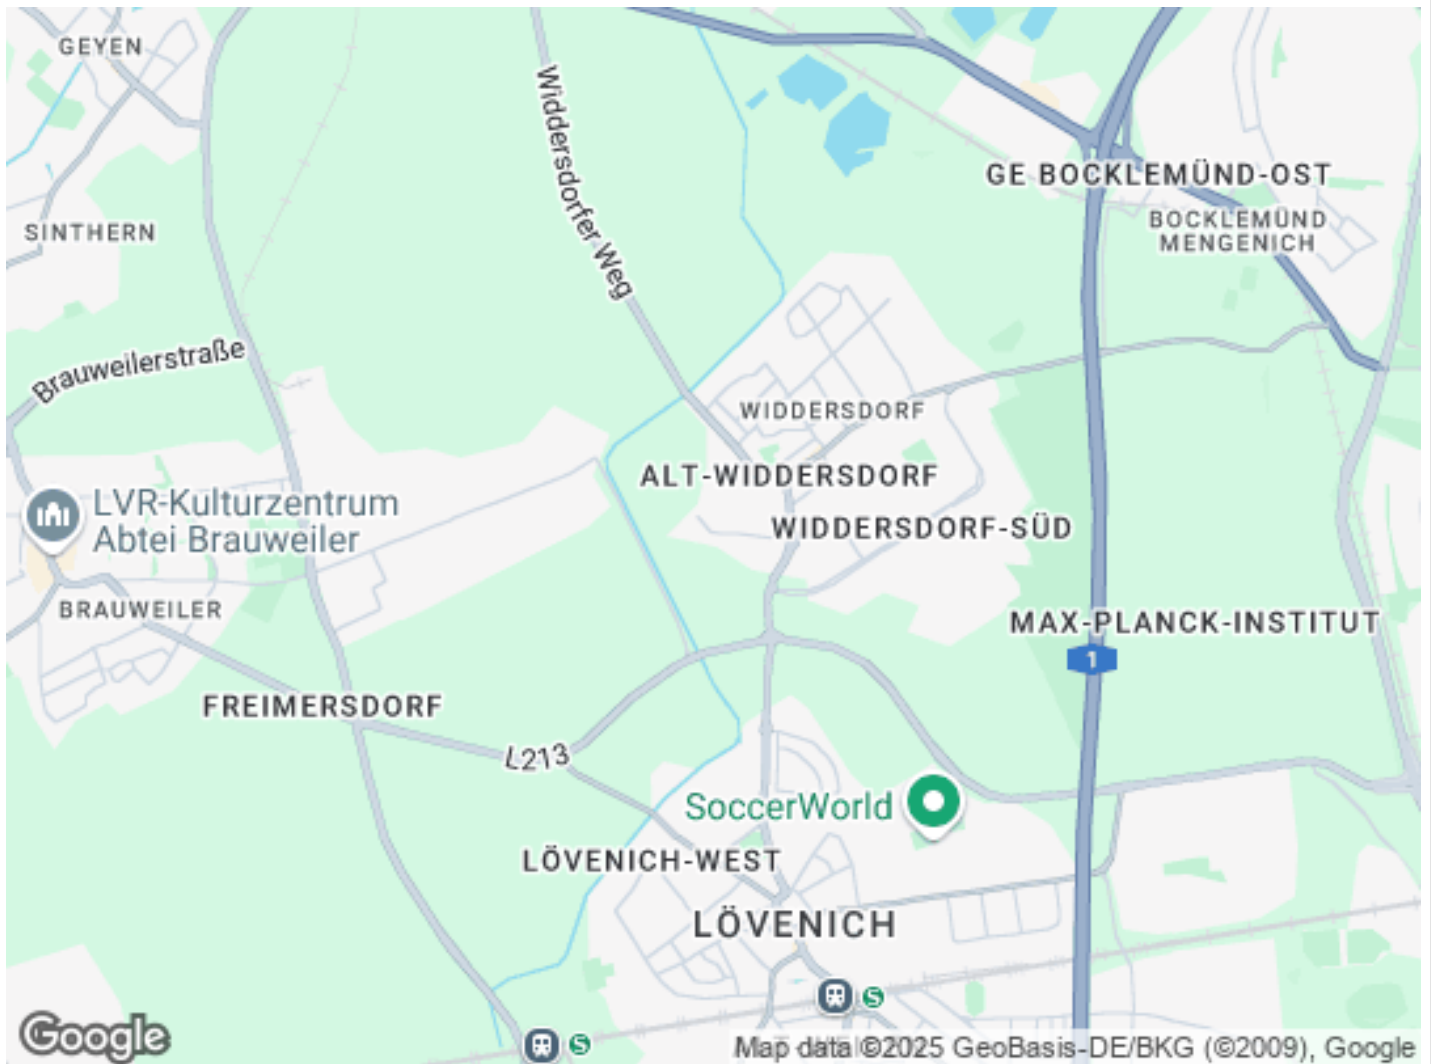 GEYEN
Widdersdorfer Weg
GE BOCKLEMÜND-OST
BOCKLEMÜND
MENGENICH
SINTHERN
Brauweilerstraße
WIDDERSDORF
ALT-WIDDERSDORF
LVR-Kulturzentrum
Abtei Brauweiler
WIDDERSDORF-SÜD
BRAUWEILER
MAX-PLANCK-INSTITUT
1
FREIMERSDORF
L213
SoccerWorld
LÖVENICH-WEST
LÖVENICH
S
S
Google
Map data ©2025 GeoBasis-DE/BKG (©2009), Google